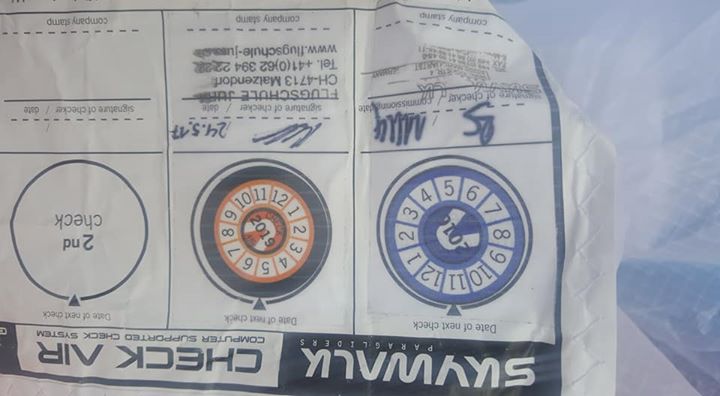 SKYWALK
PARAGLIDERS
CHECK AIR
COMPUTER SUPPORTED CHECK SYSTEM
Date of next check
1 2 3 4 5 6 7 8 9 10 11 12
signature of checker / commissioning date
company stamp
Date of next check
1 2 3 4 5 6 7 8 9 10 11 12
2019
24.5.17
signature of checker / date
FLUGSCHULE JURA
CH-4713 Matzendorf
Tel. +41(0)62 394 22
www.flugschule-
company stamp
Date of next check
2nd
check
/
signature of checker / date
/
company stamp